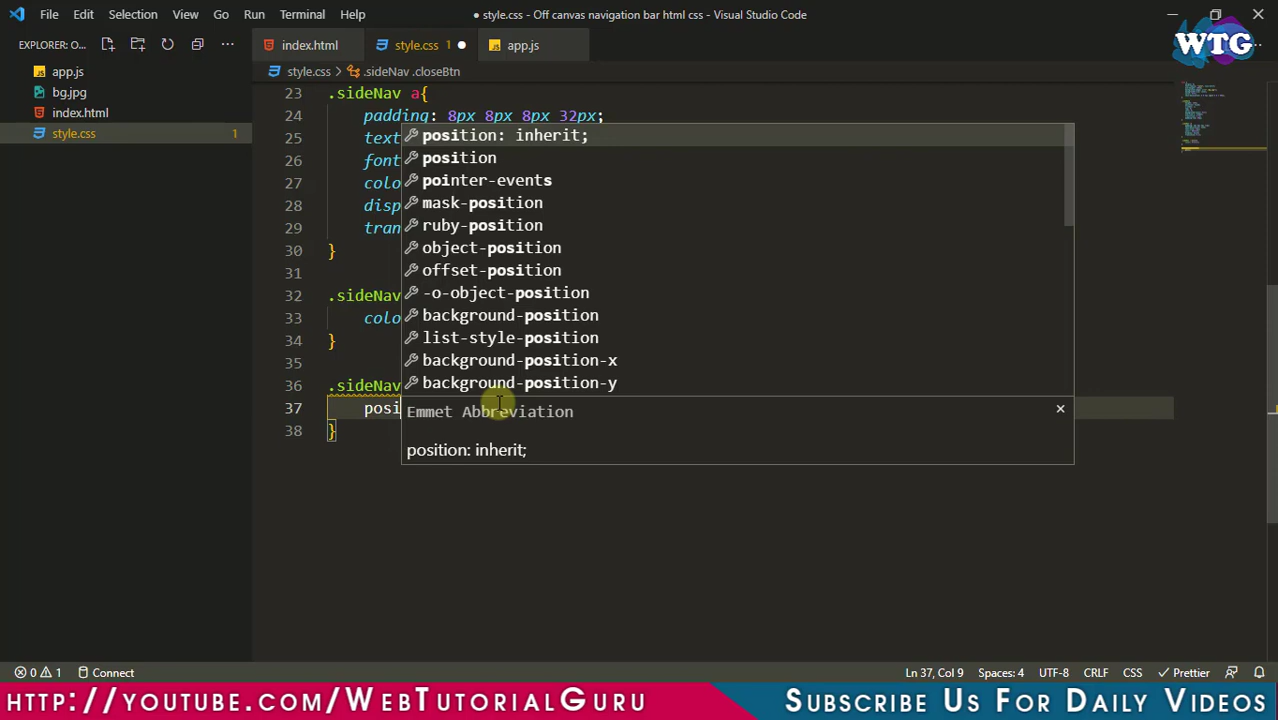 File Edit Selection View Go Run Terminal Help
● style.css - Off canvas navigation bar html css - Visual Studio Code
EXPLORER: O...
index.html
style.css 1
app.js
WTG
style.css > .sideNav .closeBtn
app.js
bg.jpg
index.html
style.css 1
23 .sideNav a{
24 padding: 8px 8px 8px 32px;
25 text
26 font
27 colo
28 disp
29 tran
30 }
31
32 .sideNav
33 colo
34 }
35
36 .sideNav
37 posi
38 }
position: inherit;
position
pointer-events
mask-position
ruby-position
object-position
offset-position
-o-object-position
background-position
list-style-position
background-position-x
background-position-y
Emmet Abbreviation
position: inherit;
0 1 Connect
Ln 37, Col 9 Spaces: 4 UTF-8 CRLF CSS Prettier
http://youtube.com/WebTutorialGuru
Subscribe Us For Daily Videos